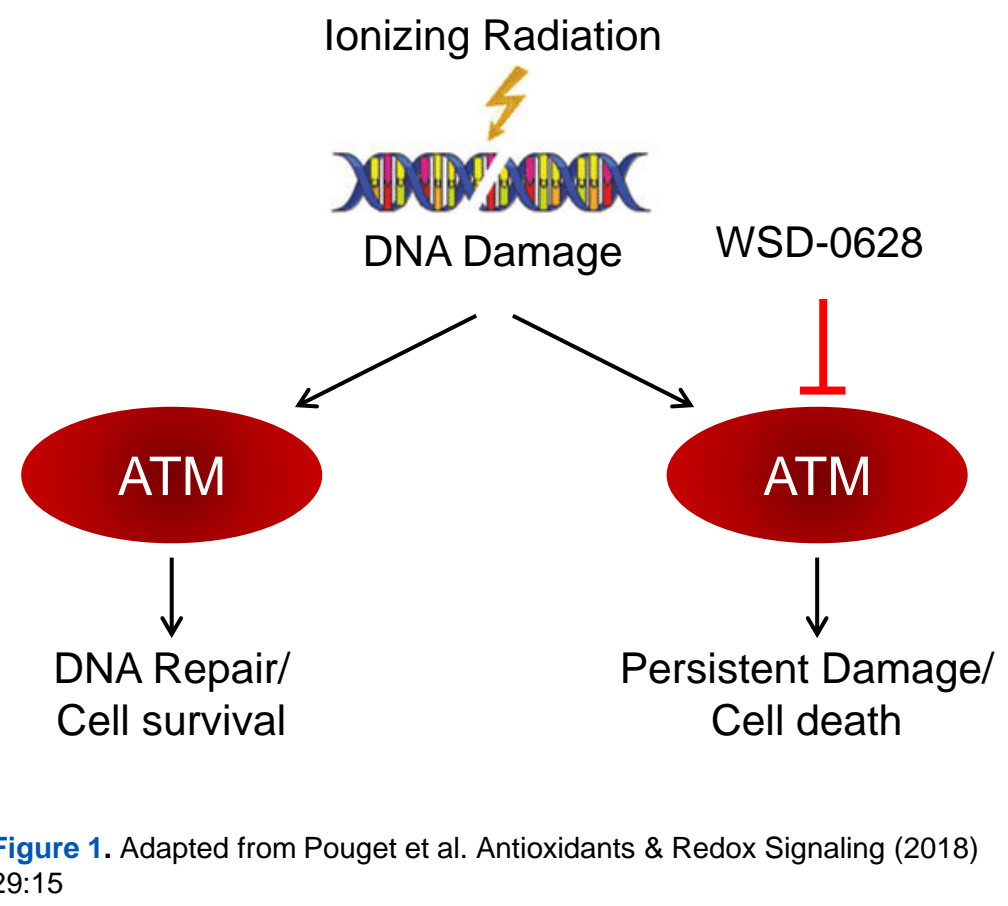 Ionizing Radiation
DNA Damage
WSD-0628
ATM
ATM
DNA Repair/
Cell survival
Persistent Damage/
Cell death
Figure 1. Adapted from Pouget et al. Antioxidants & Redox Signaling (2018)
29:15